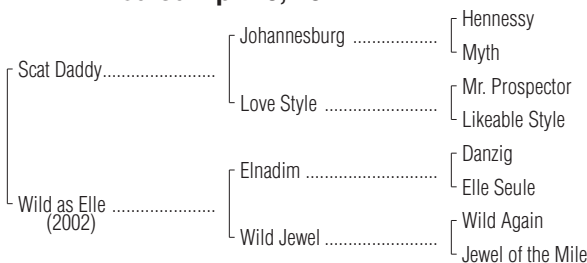 Hennessy
Johannesburg ....................
Myth
Scat Daddy.........................
Mr. Prospector
Love Style .........................
Likeable Style
Danzig
Elnadim .............................
Elle Seule
Wild as Elle .......................
(2002)
Wild Again
Wild Jewel ..........................
Jewel of the Mile